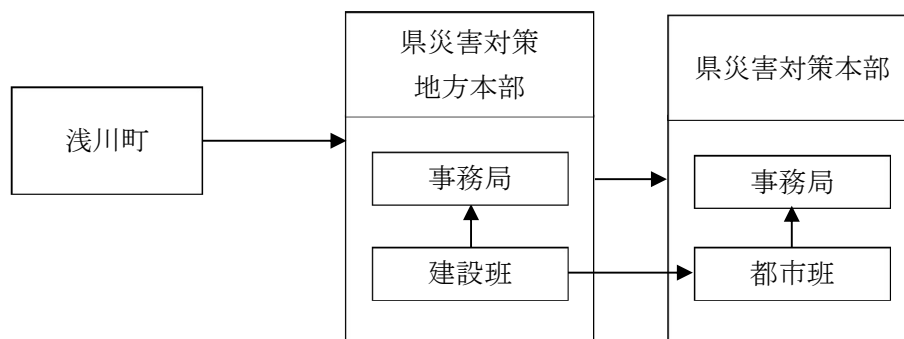 浅川町
県災害対策
地方本部
事務局
建設班
県災害対策本部
事務局
都市班